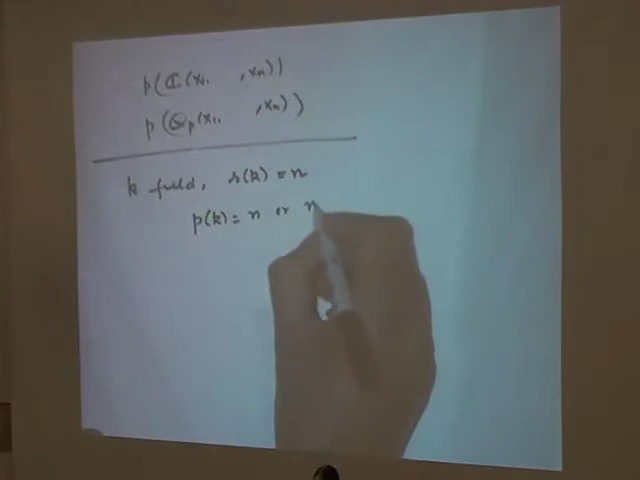 p(ℂ(x₁, , xₙ))
p(ℚₚ(x₁, , xₙ))
k field, s(k) = n
p(k) = n or n